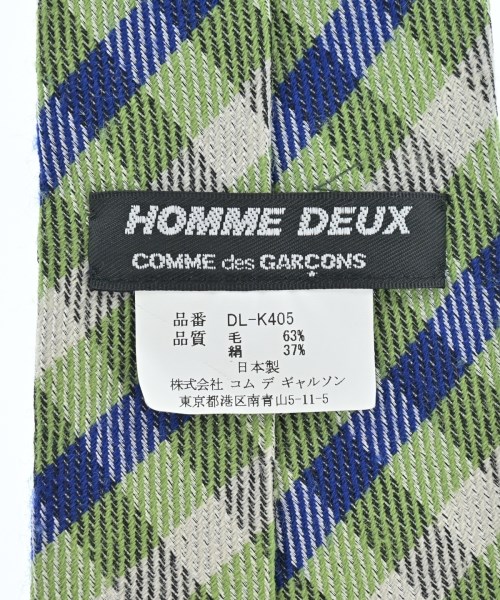 HOMME DEUX
COMME des GARÇONS
品番 DL-K405
品質 毛 63%
絹 37%
日本製
株式会社 コム デ ギャルソン
東京都港区南青山5-11-5